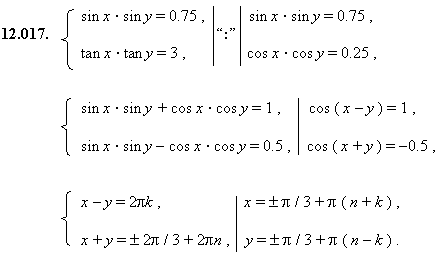 12.017. { sin x · sin y = 0.75 , | “:” | sin x · sin y = 0.75 ,
tan x · tan y = 3 , | cos x · cos y = 0.25 ,
{ sin x · sin y + cos x · cos y = 1 , | cos ( x – y ) = 1 ,
sin x · sin y – cos x · cos y = 0.5 , | cos ( x + y ) = –0.5 ,
{ x – y = 2πk , | x = ± π / 3 + π ( n + k ) ,
x + y = ± 2π / 3 + 2πn , | y = ± π / 3 + π ( n – k ) .